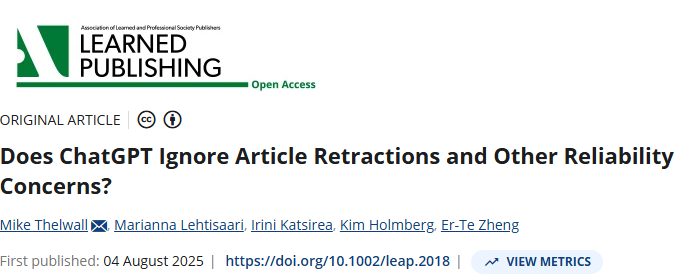 Association of Learned and Professional Society Publishers
LEARNED
PUBLISHING
Open Access
ORIGINAL ARTICLE | cc
Does ChatGPT Ignore Article Retractions and Other Reliability
Concerns?
Mike Thelwall, Marianna Lehtisaari, Irini Katsirea, Kim Holmberg, Er-Te Zheng
First published: 04 August 2025 | https://doi.org/10.1002/leap.2018 | VIEW METRICS